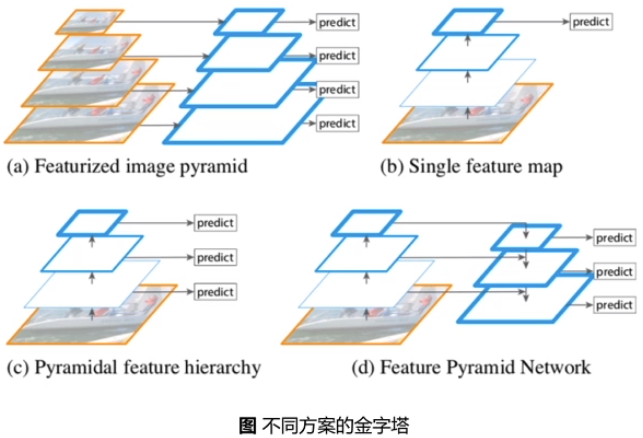 predict
predict
predict
predict
(a) Featurized image pyramid
predict
(b) Single feature map
predict
predict
predict
(c) Pyramidal feature hierarchy
predict
predict
predict
(d) Feature Pyramid Network
图 不同方案的金字塔